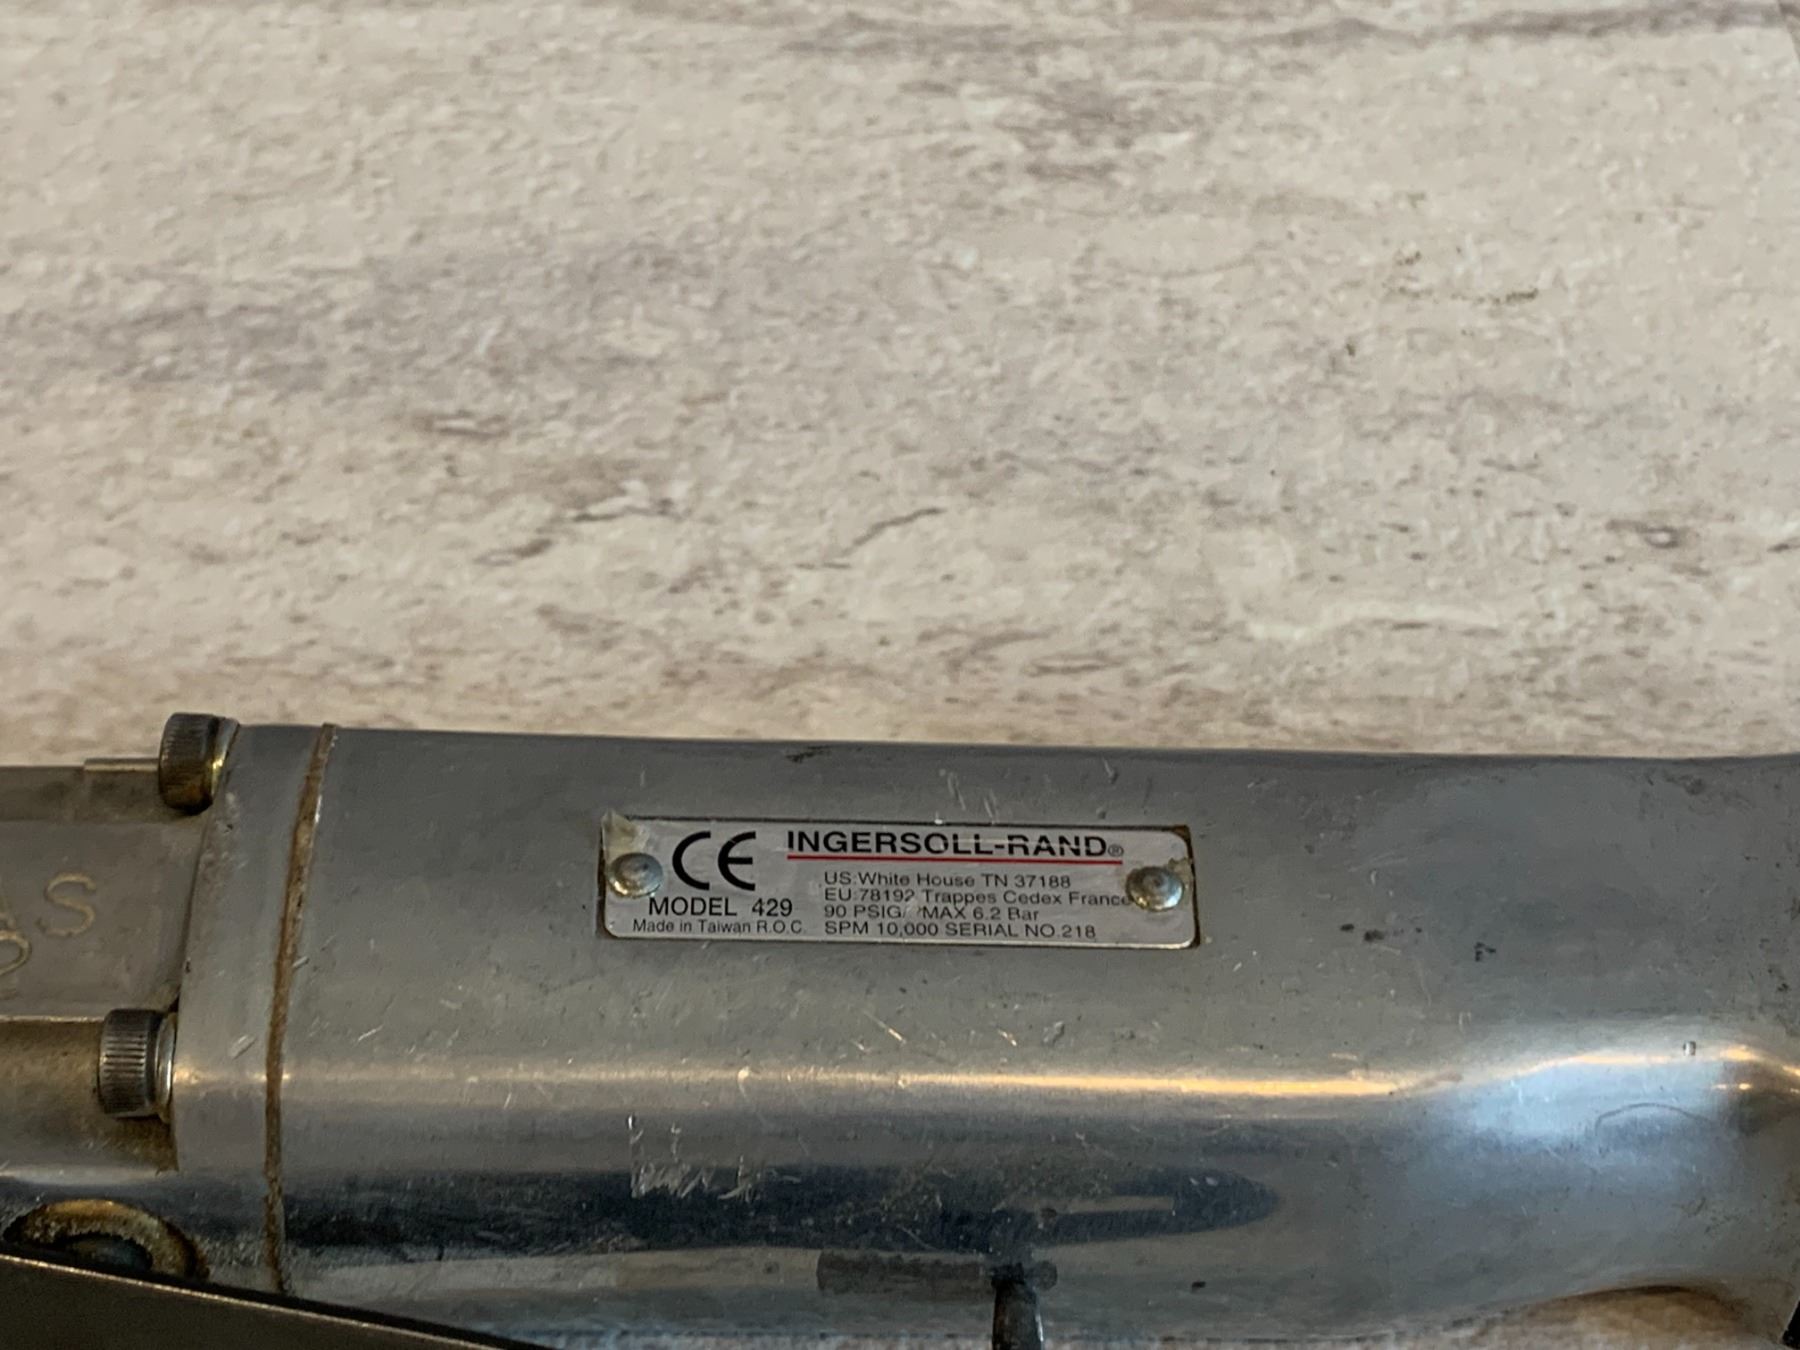 CE INGERSOLL-RAND®
US:White House TN 37188
EU:78192 Trappes Cedex France
MODEL 429 90 PSIG/ MAX 6.2 Bar
Made in Taiwan R.O.C. SPM 10,000 SERIAL NO.218
AS